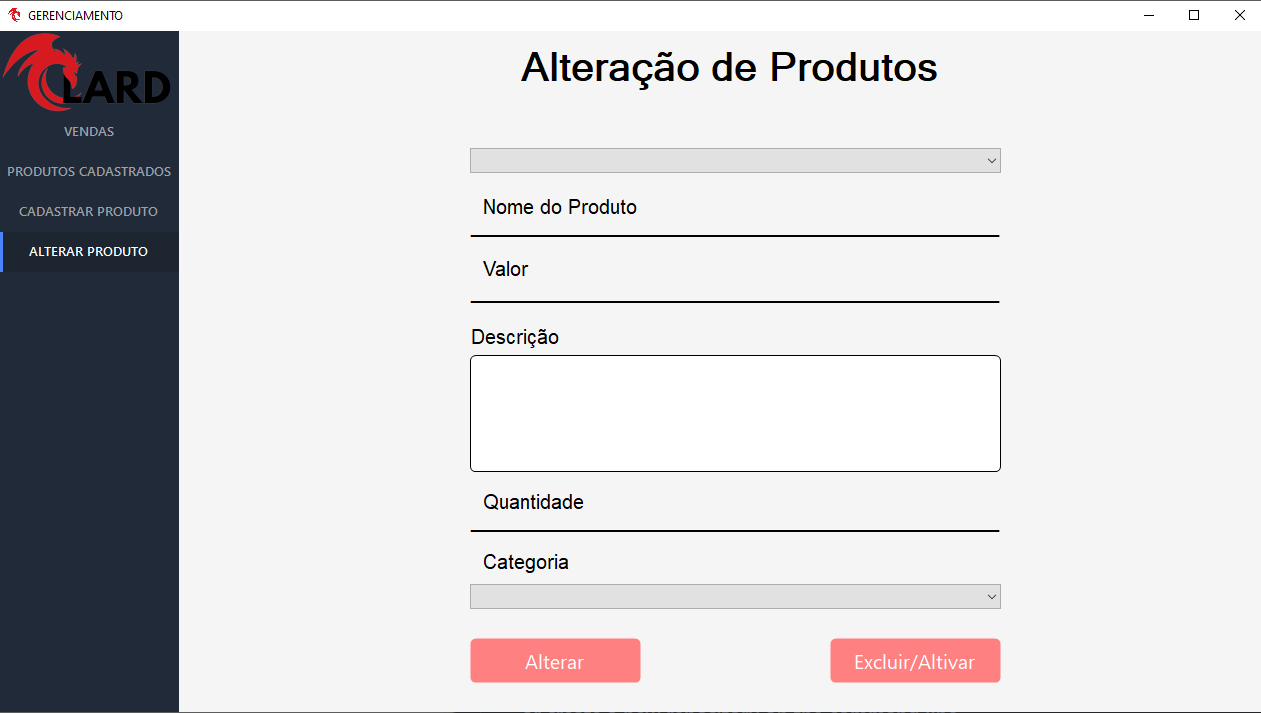 GERENCIAMENTO
LARD
VENDAS
PRODUTOS CADASTRADOS
CADASTRAR PRODUTO
ALTERAR PRODUTO
Alteração de Produtos
Nome do Produto
Valor
Descrição
Quantidade
Categoria
Alterar
Excluir/Altivar